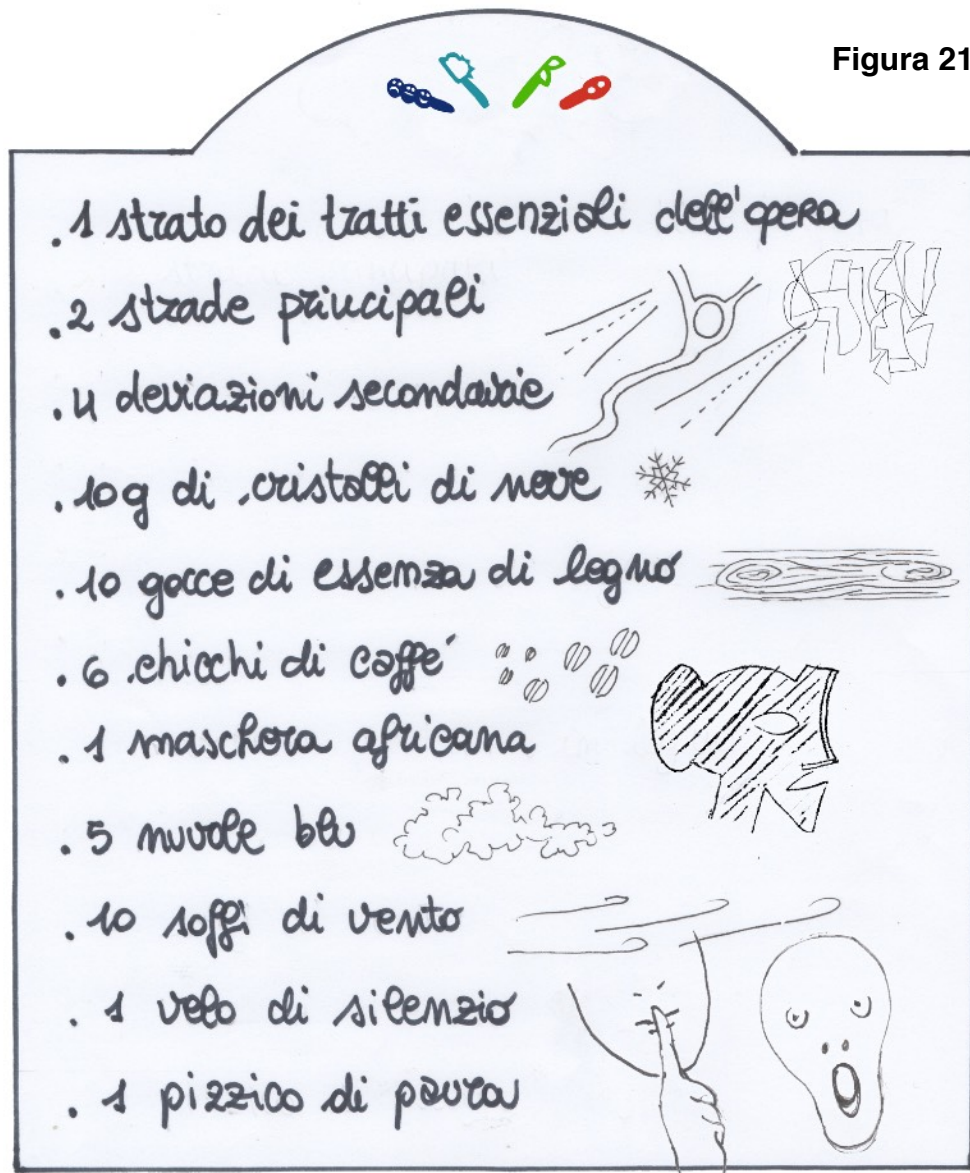 Figura 21
. 1 strato dei tratti essenziali dell'opera
. 2 strade principali
. 4 deviazioni secondarie
. 10g di cristalli di neve
. 10 gocce di essenza di legno
. 6 chicchi di caffè
. 1 maschera africana
. 5 nuvole blu
. 10 soffi di vento
. 1 velo di silenzio
. 1 pizzico di paura